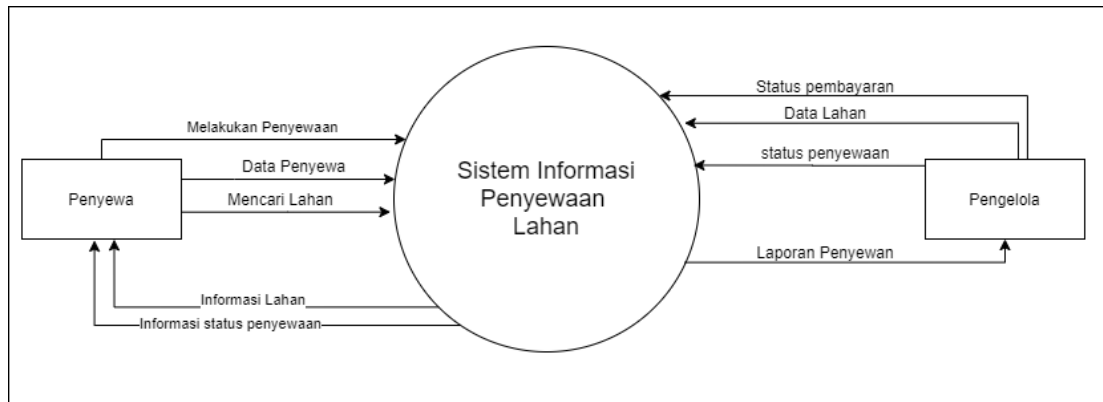 Melakukan Penyewaan
Data Penyewa
Mencari Lahan
Penyewa
Informasi Lahan
Informasi status penyewaan
Sistem Informasi
Penyewaan
Lahan
Status pembayaran
Data Lahan
status penyewaan
Pengelola
Laporan Penyewan